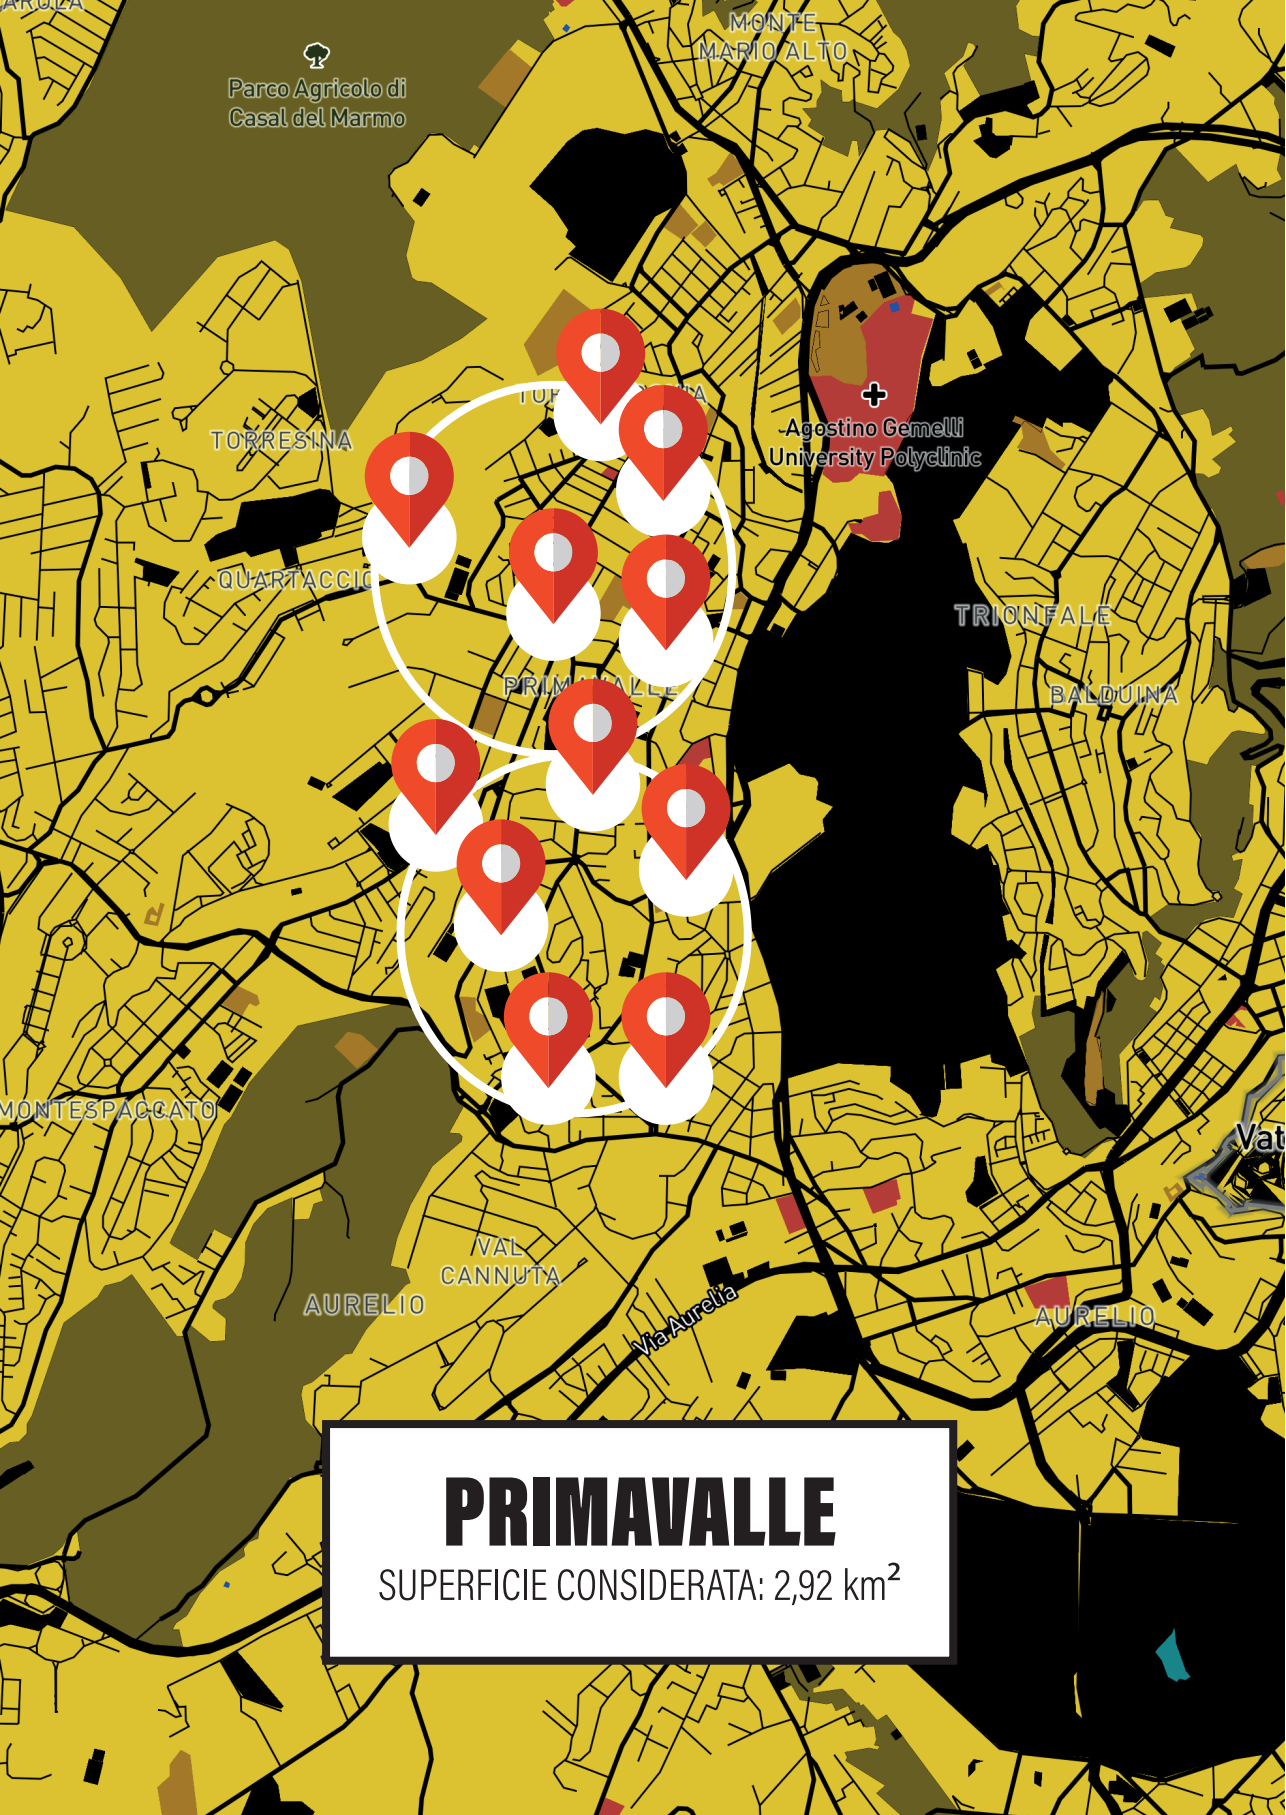 MONTE
MARIO ALTO
Parco Agricolo di
Casal del Marmo
TORRESINA
Agostino Gemelli
University Polyclinic
QUARTACCIO
TRIONFALE
PRIMAVALLE
BALDUINA
MONTESPACCATO
VAL
CANNUTA
AURELIO
Via Aurelia
AURELIO
PRIMAVALLE
SUPERFICIE CONSIDERATA: 2,92 km²